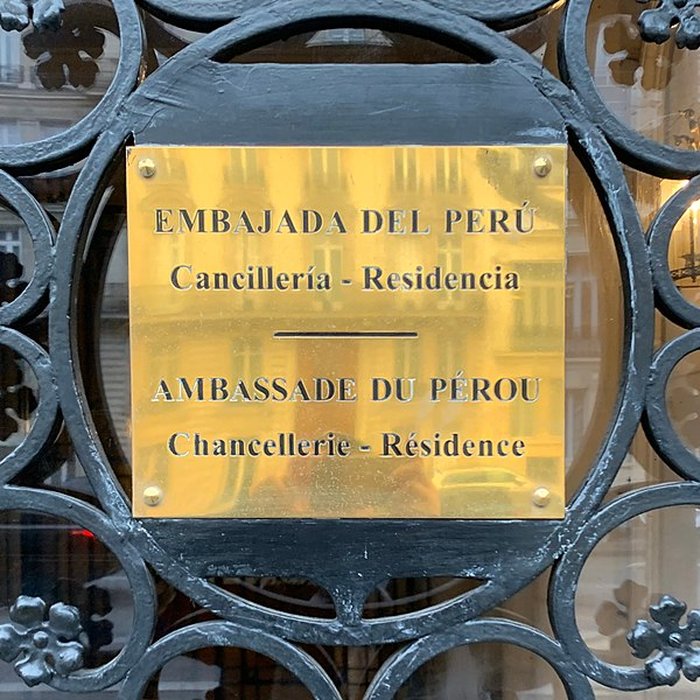 EMBAJADA DEL PERÚ
Cancillería - Residencia
AMBASSADE DU PÉROU
Chancellerie - Résidence